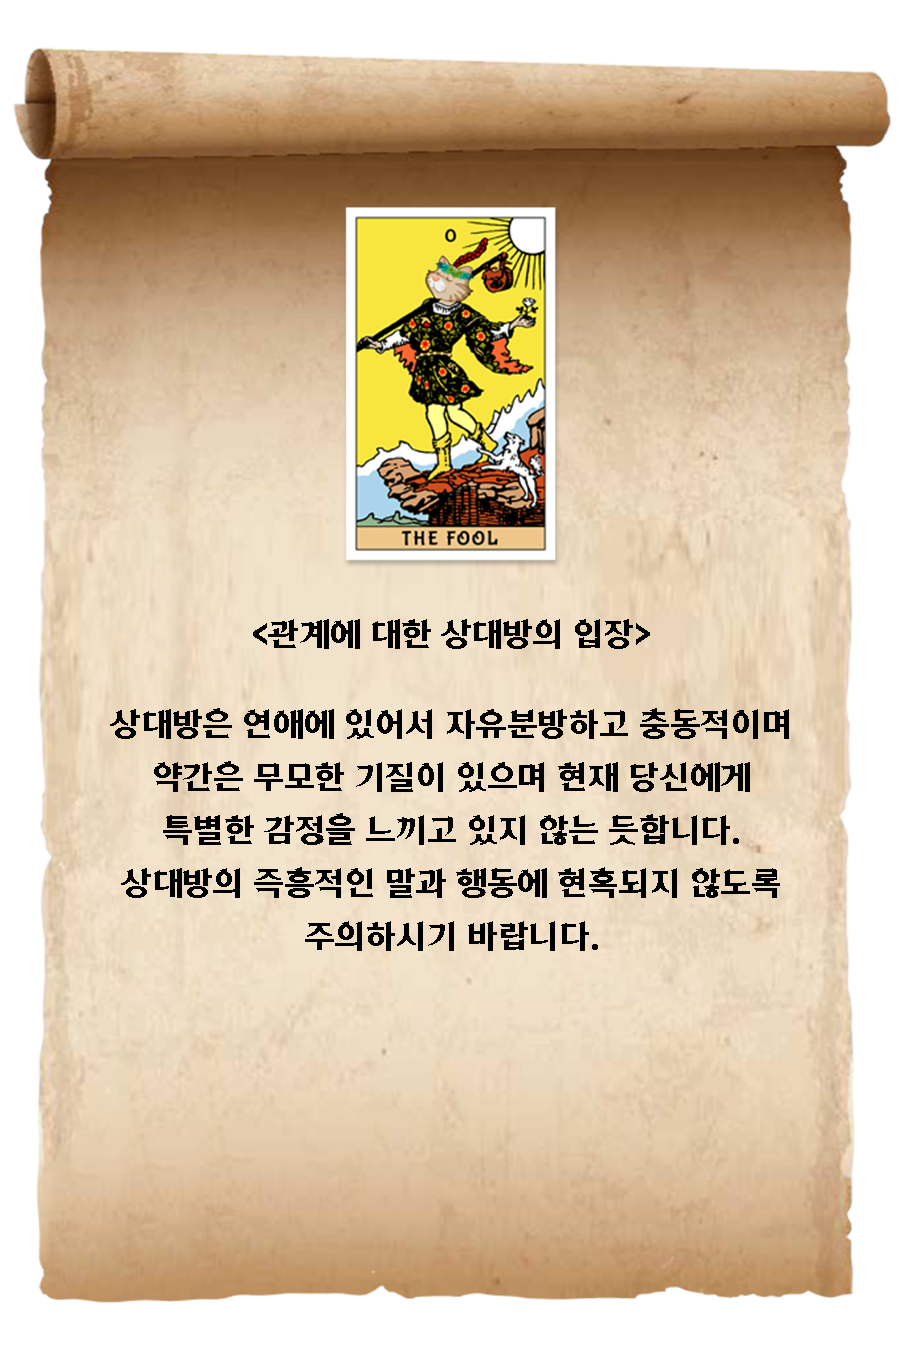 0
THE FOOL
<관계에 대한 상대방의 입장>
상대방은 연애에 있어서 자유분방하고 충동적이며
약간은 무모한 기질이 있으며 현재 당신에게
특별한 감정을 느끼고 있지 않는 듯합니다.
상대방의 즉흥적인 말과 행동에 현혹되지 않도록
주의하시기 바랍니다.